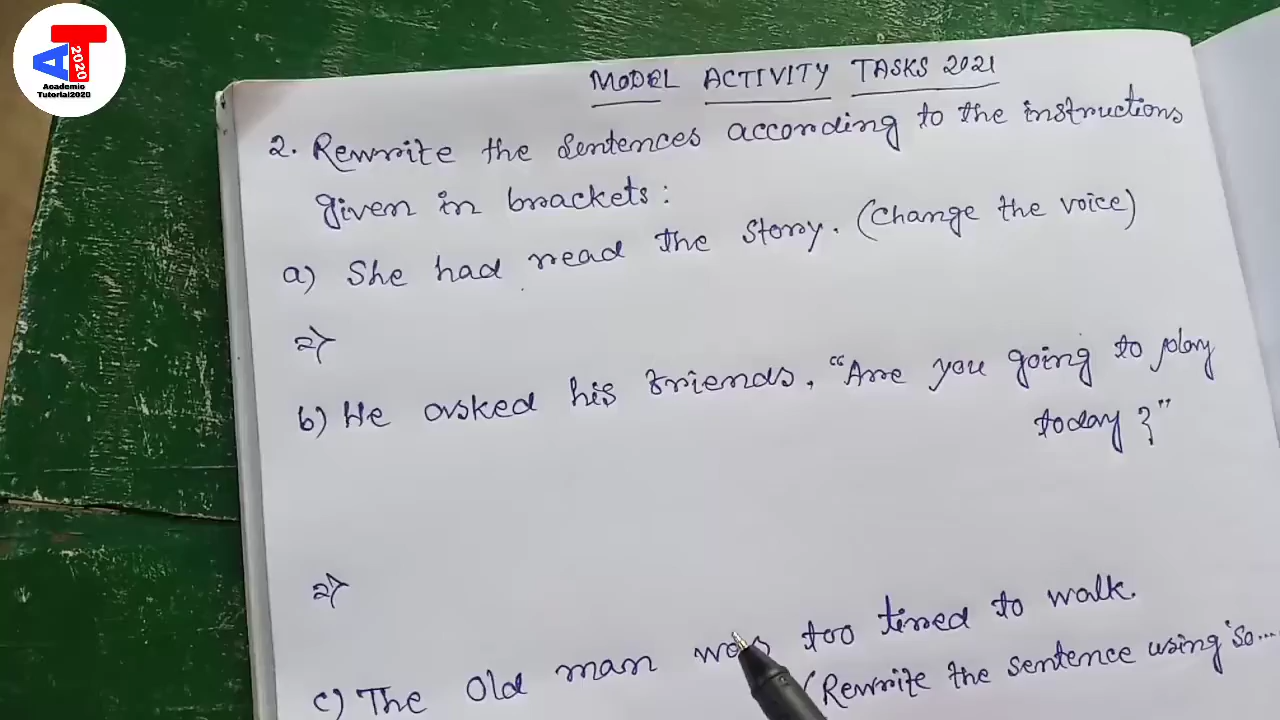 AT
2020
Academic
Tutorial2020
MODEL ACTIVITY TASKS 2021
2. Rewrite the sentences according to the instructions
given in brackets:
a) She had read the story. (Change the voice)
b) He asked his friends, "Are you going to play
today?"
c) The old man was too tired to walk.
(Rewrite the sentence using 'so...